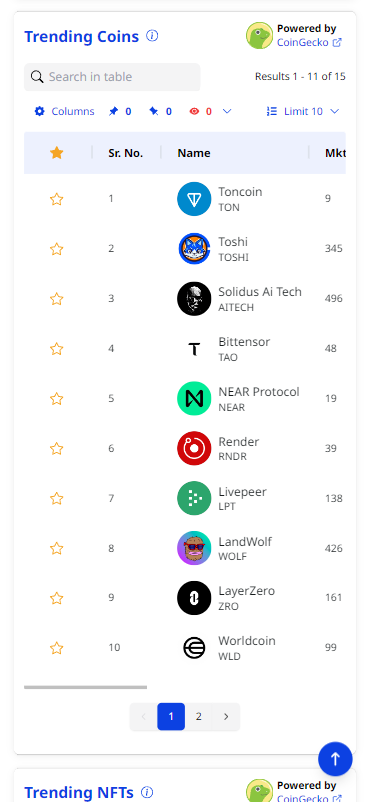 Trending Coins
Powered by
CoinGecko
Search in table
Results 1 - 11 of 15
Columns 0 0 0 Limit 10
Sr. No. Name Mkt
1 Toncoin 9
TON
2 Toshi 345
TOSHI
3 Solidus Ai Tech 496
AITECH
4 Bittensor 48
TAO
5 NEAR Protocol 19
NEAR
6 Render 39
RNDR
7 Livepeer 138
LPT
8 LandWolf 426
WOLF
9 LayerZero 161
ZRO
10 Worldcoin 99
WLD
1 2
Trending NFTs
Powered by
CoinGecko